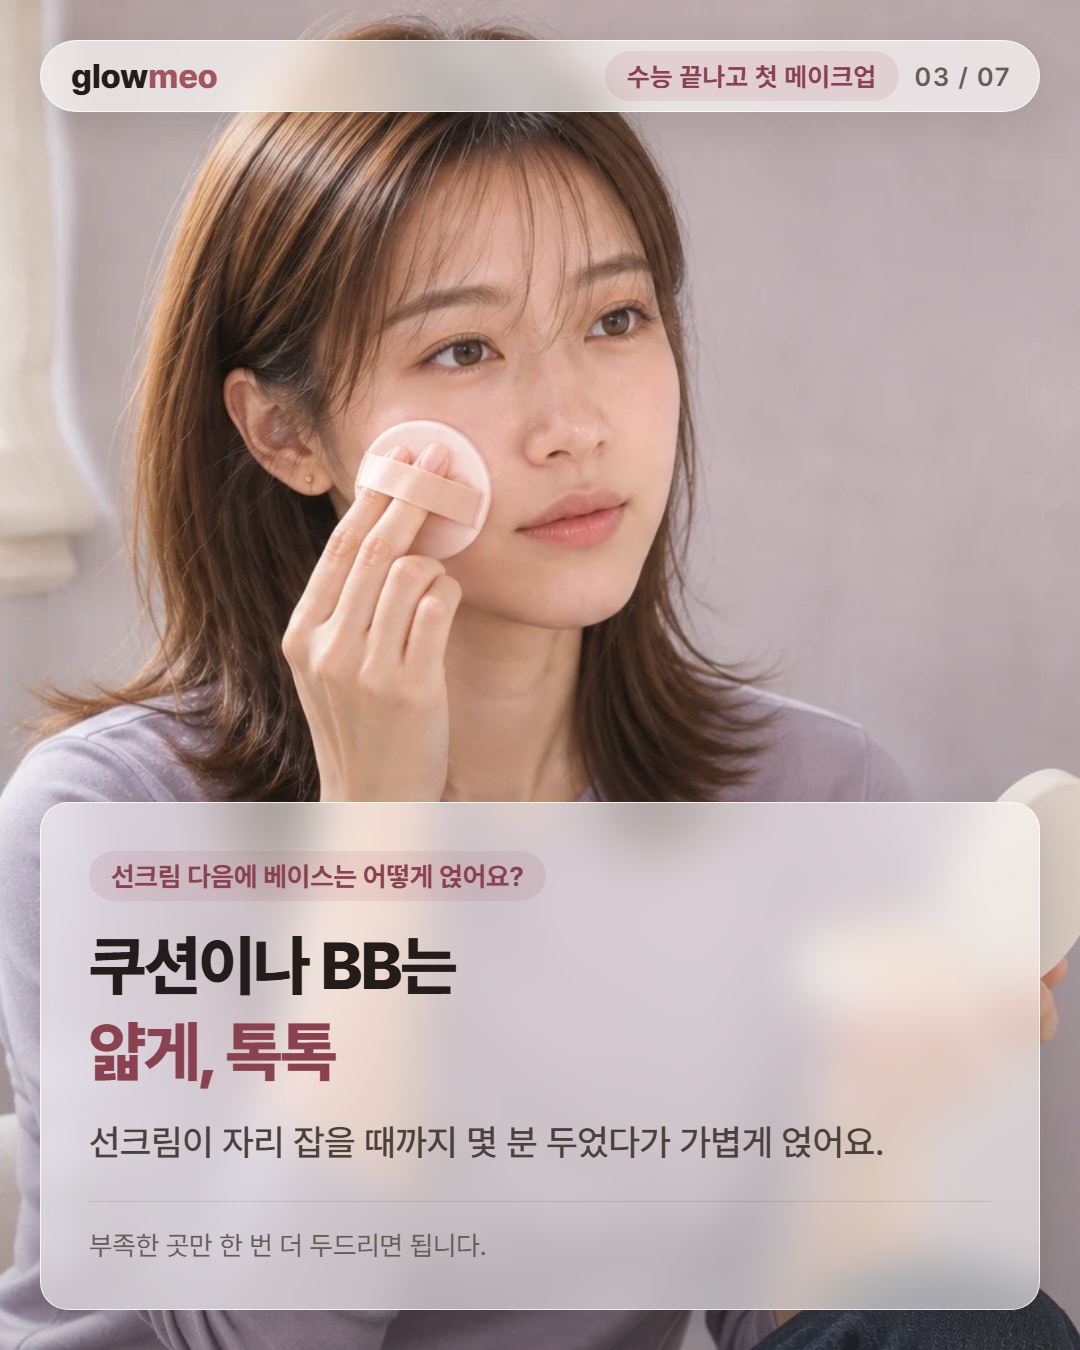 glowmeo
수능 끝나고 첫 메이크업
03 / 07
선크림 다음에 베이스는 어떻게 얹어요?
쿠션이나 BB는
얇게, 톡톡
선크림이 자리 잡을 때까지 몇 분 두었다가 가볍게 얹어요.
부족한 곳만 한 번 더 두드리면 됩니다.